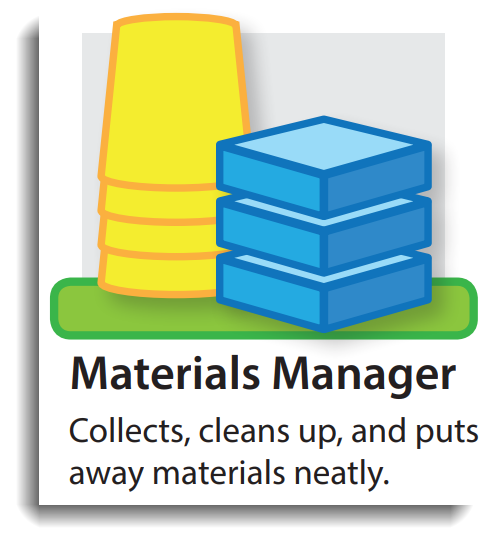 Materials Manager
Collects, cleans up, and puts
away materials neatly.